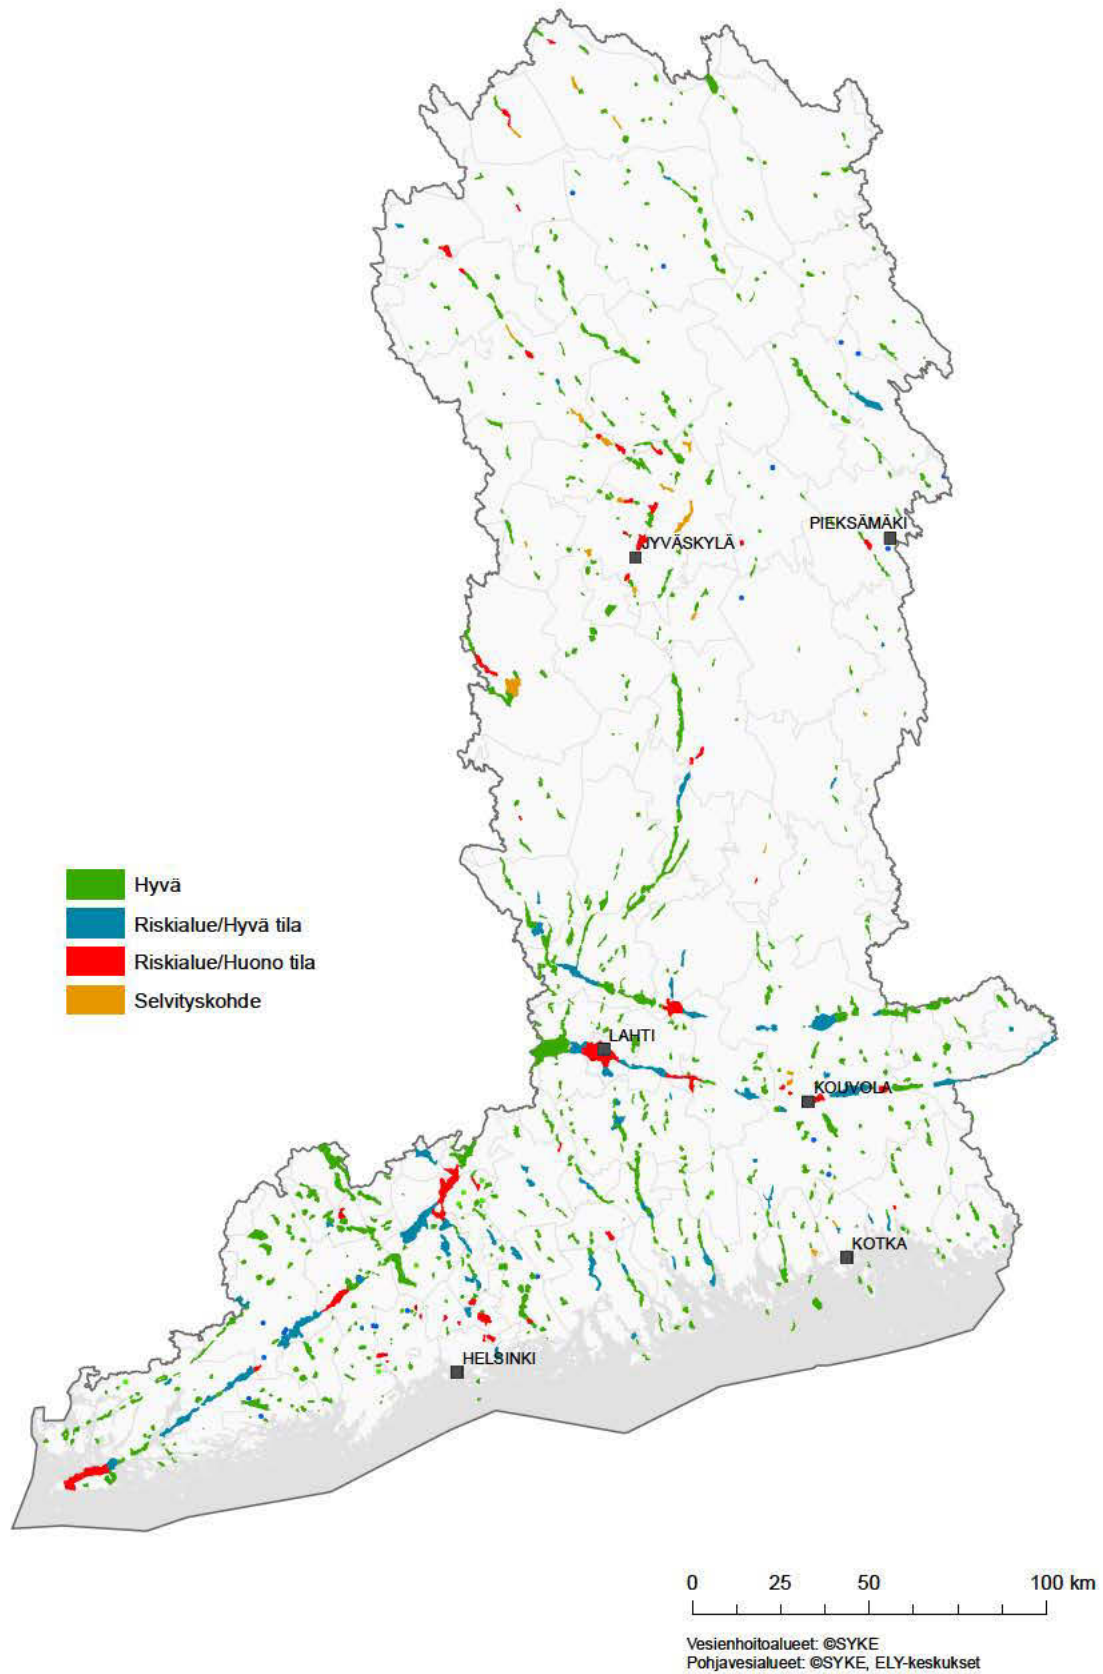 PIEKSÄMÄKI
JYVÄSKYLÄ
Hyvä
Riskialue/Hyvä tila
Riskialue/Huono tila
Selvityskohde
LAHTI
KOUVOLA
KOTKA
HELSINKI
0 25 50 100 km
Vesienhoitoalueet: ©SYKE
Pohjavesialueet: ©SYKE, ELY-keskukset